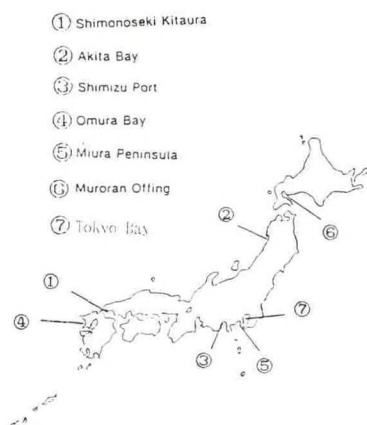 ① Shimonoseki Kitaura
② Akita Bay
③ Shimizu Port
④ Omura Bay
⑤ Miura Peninsula
⑥ Muroran Offing
⑦ Tokyo Bay
②
⑥
①
④
⑦
③
⑤